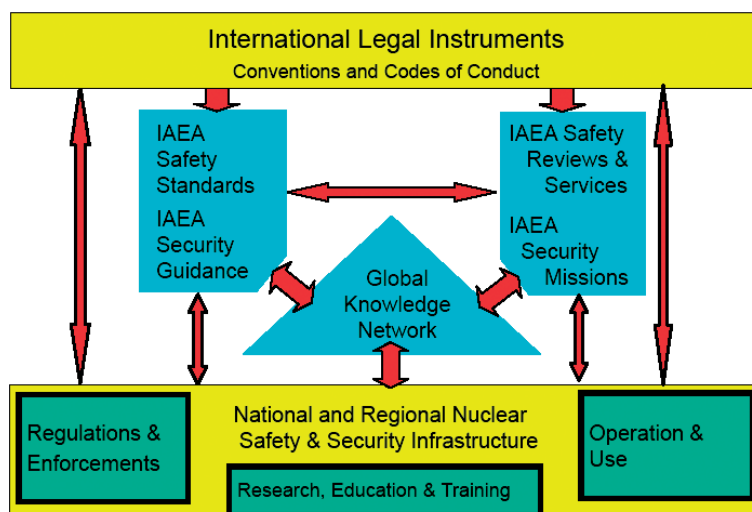 International Legal Instruments
Conventions and Codes of Conduct
IAEA
Safety
Standards
IAEA
Security
Guidance
IAEA Safety
Reviews &
Services
IAEA
Security
Missions
Global
Knowledge
Network
Regulations &
Enforcements
National and Regional Nuclear
Safety & Security Infrastructure
Research, Education & Training
Operation &
Use